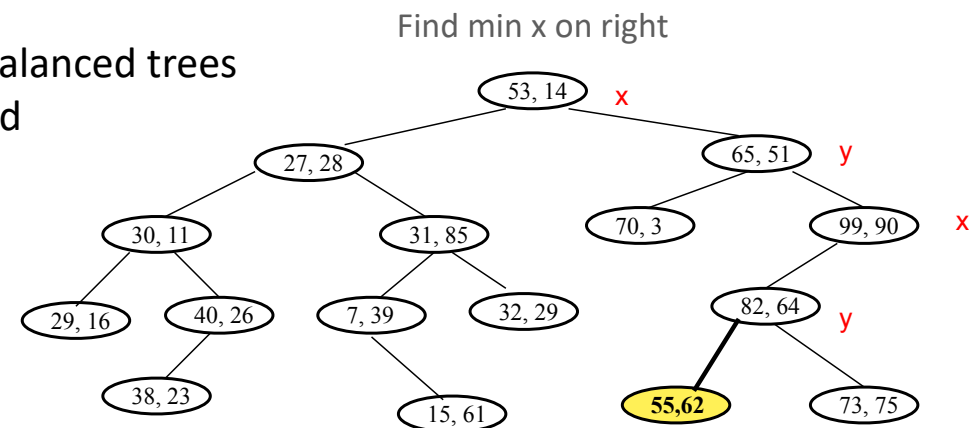 Find min x on right
alanced trees
d
53, 14
x
27, 28
65, 51
y
30, 11
31, 85
70, 3
99, 90
x
29, 16
40, 26
7, 39
32, 29
82, 64
y
38, 23
15, 61
55,62
73, 75